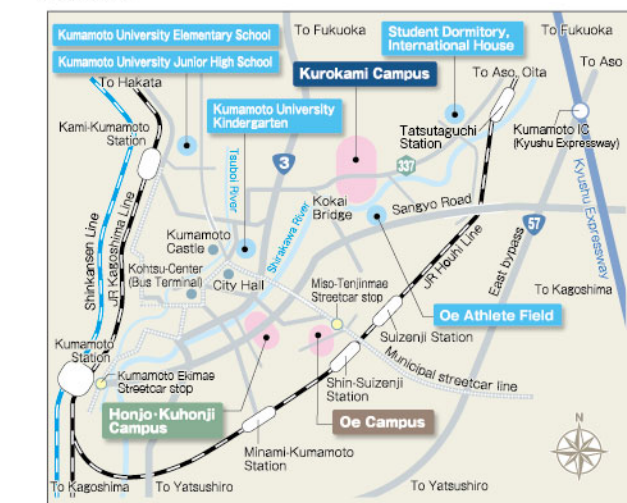 Kumamoto University Elementary School
Kumamoto University Junior High School
To Fukuoka
Student Dormitory,
International House
To Fukuoka
Kurokami Campus
To Aso, Oita
To Aso
To Hakata
Kami-Kumamoto
Station
Kumamoto University
Kindergarten
Tatsutaguchi
Station
Kumamoto IC
(Kyushu Expressway)
Tsuboi River
3
337
Kokai
Bridge
Sangyo Road
Kyushu Expressway
Shinkansen Line
JR Kagoshima Line
Shirakawa River
57
Kumamoto
Castle
JR Houhi Line
East bypass
Kohtsu-Center
(Bus Terminal)
City Hall
Miso-Tenjinmae
Streetcar stop
To Kagoshima
Oe Athlete Field
Suizenji Station
Kumamoto
Station
Municipal streetcar line
Kumamoto Ekimae
Streetcar stop
Shin-Suizenji
Station
Honjo·Kuhonji
Campus
Oe Campus
N
Minami-Kumamoto
Station
To Kagoshima
To Yatsushiro
To Yatsushiro